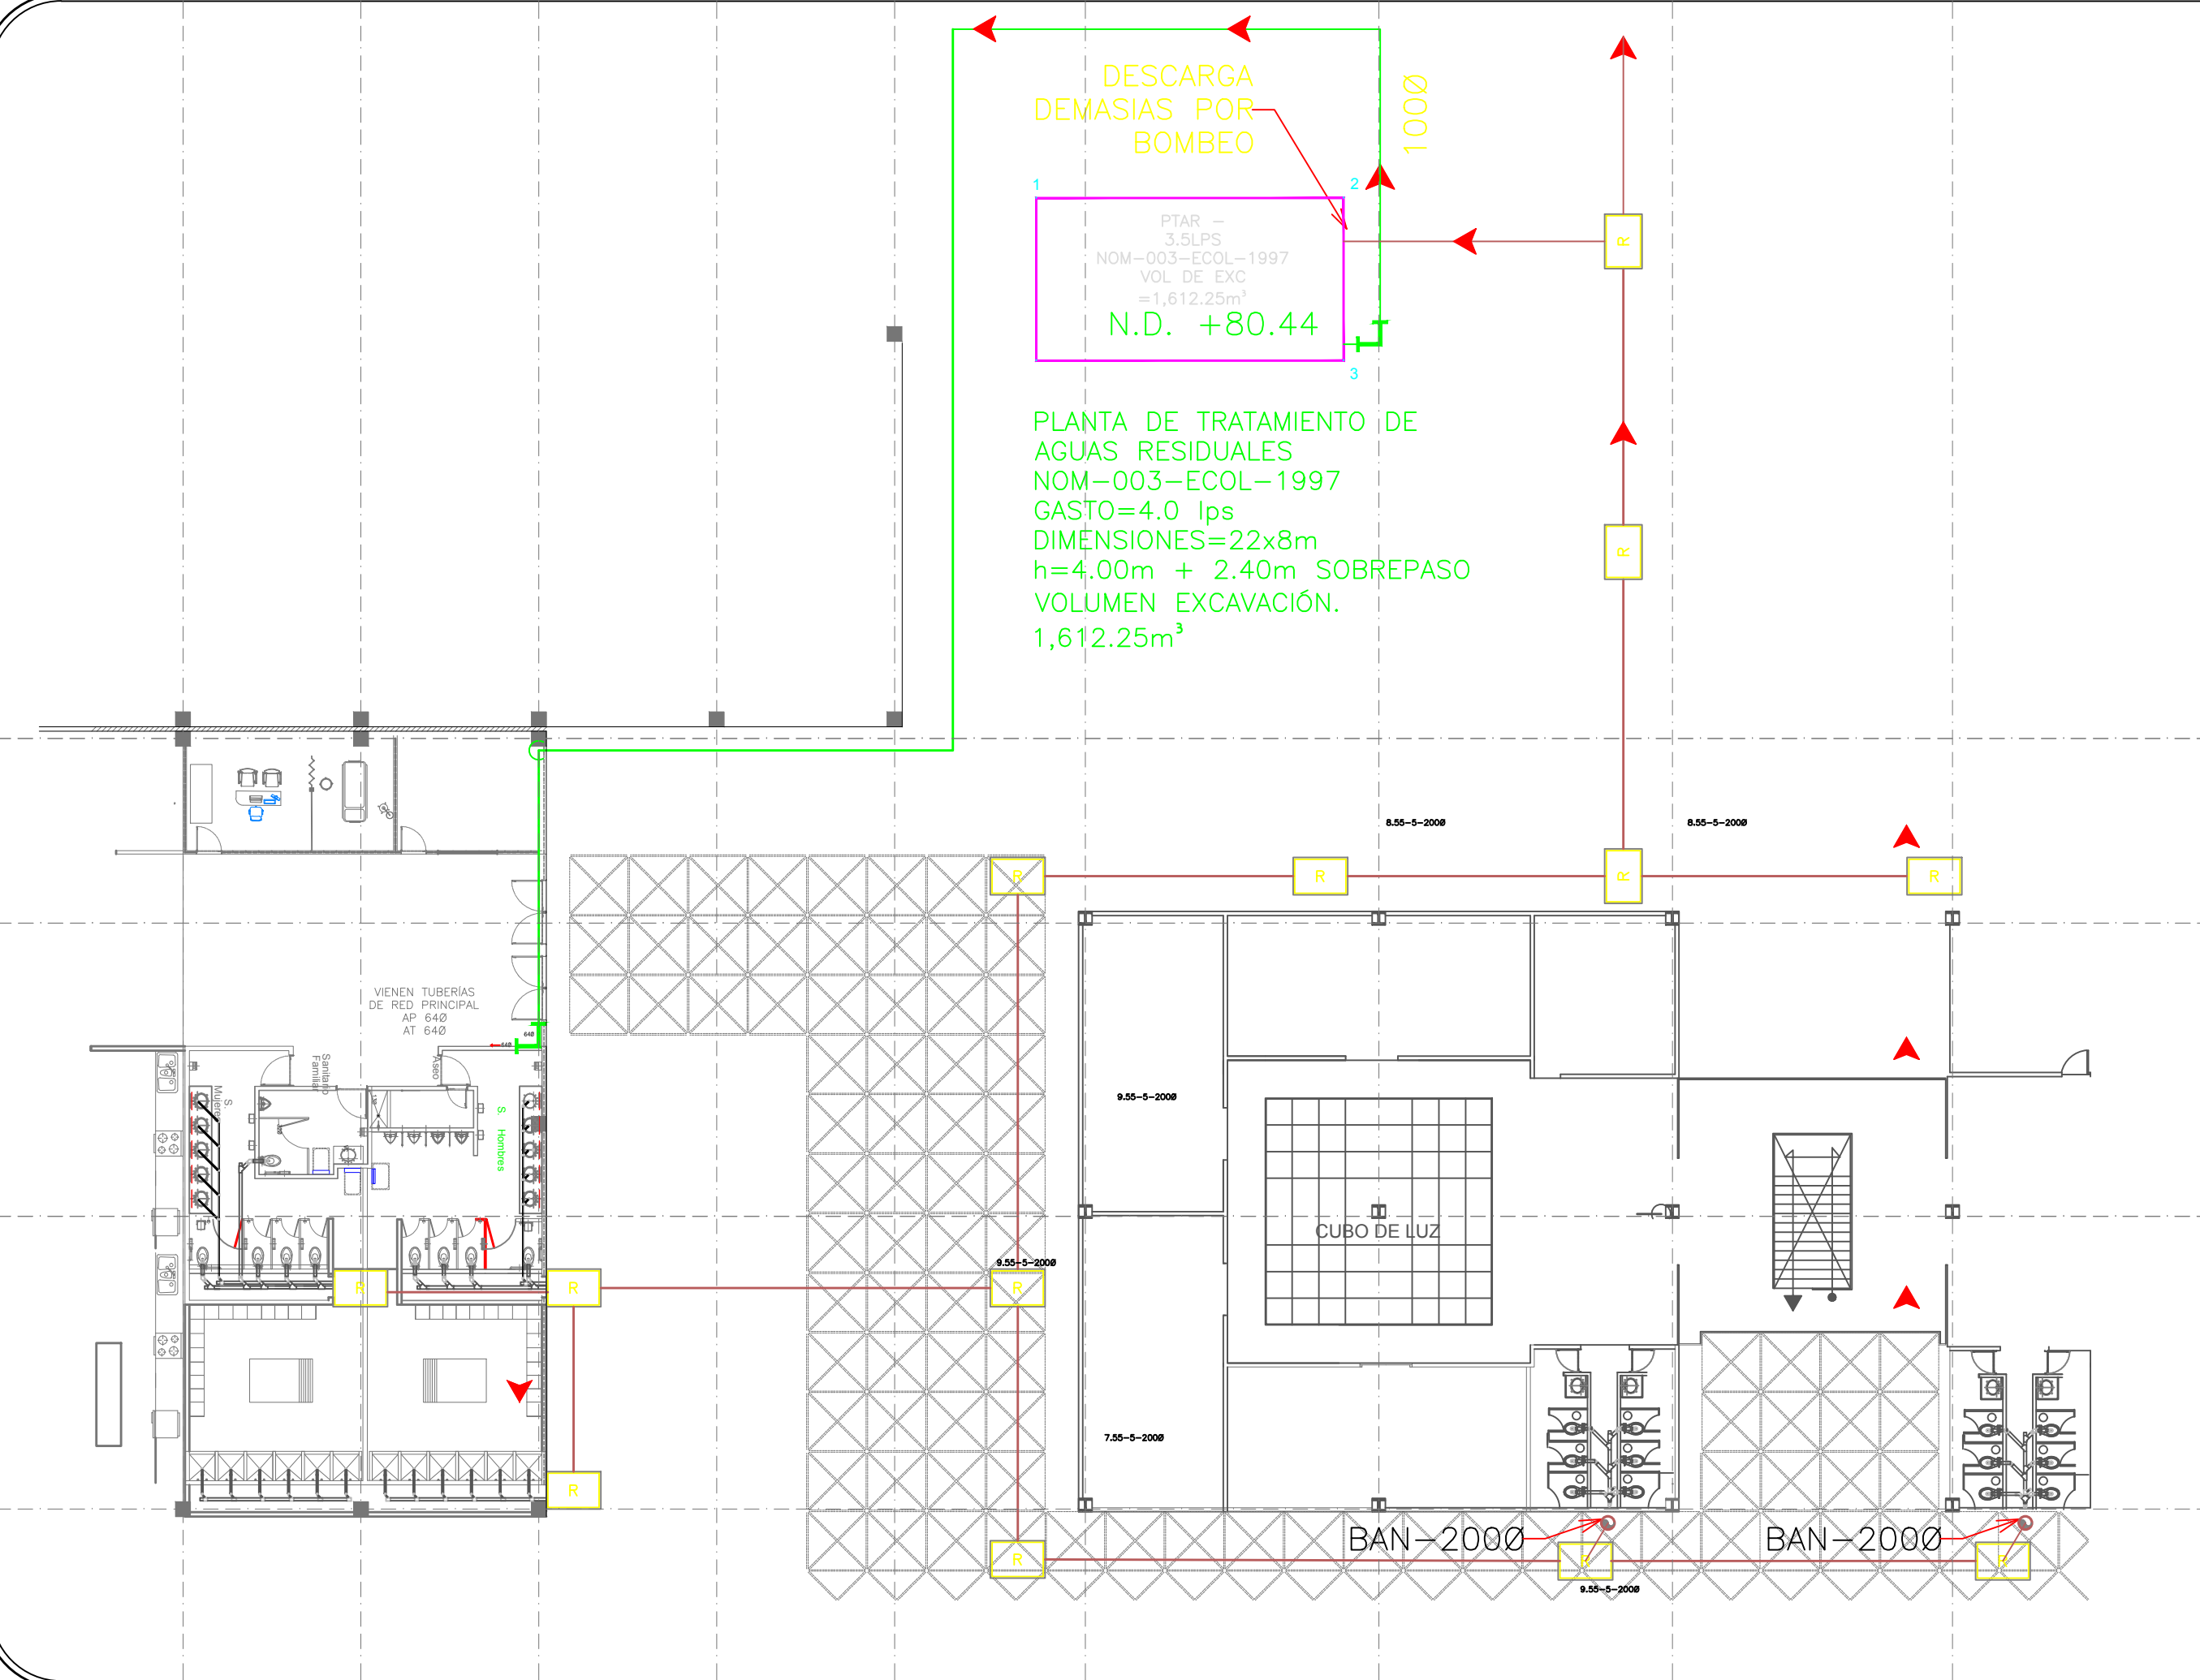 DESCARGA
DEMASIAS POR
BOMBEO
100Ø
1
2
PTAR –
3.5LPS
NOM–003–ECOL–1997
VOL DE EXC
=1,612.25m³
N.D. +80.44
3
R
PLANTA DE TRATAMIENTO DE
AGUAS RESIDUALES
NOM–003–ECOL–1997
GASTO=4.0 lps
DIMENSIONES=22x8m
h=4.00m + 2.40m SOBREPASO
VOLUMEN EXCAVACIÓN.
1,612.25m³
R
8.55–5–200Ø
8.55–5–200Ø
R
R
R
R
VIENEN TUBERÍAS
DE RED PRINCIPAL
AP 64Ø
AT 64Ø
64Ø
64Ø
Sanitario
Familiar
Aseo
S.
Mujeres
S. Hombres
9.55–5–200Ø
CUBO DE LUZ
9.55–5–200Ø
R
R
R
7.55–5–200Ø
R
BAN–200Ø
BAN–200Ø
R
R
R
9.55–5–200Ø